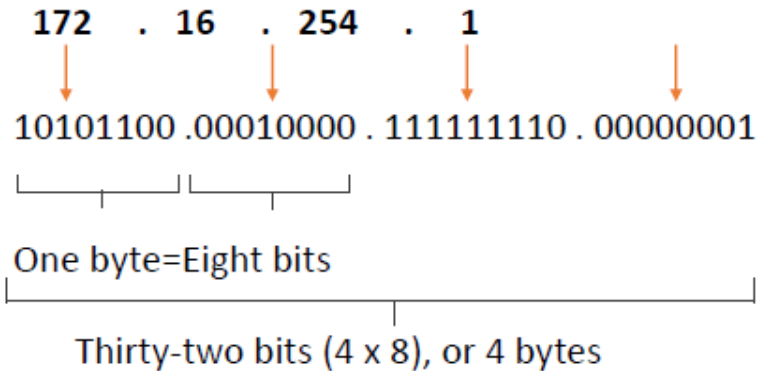 172 . 16 . 254 . 1
10101100 .00010000 . 111111110 . 00000001
One byte=Eight bits
Thirty-two bits (4 x 8), or 4 bytes